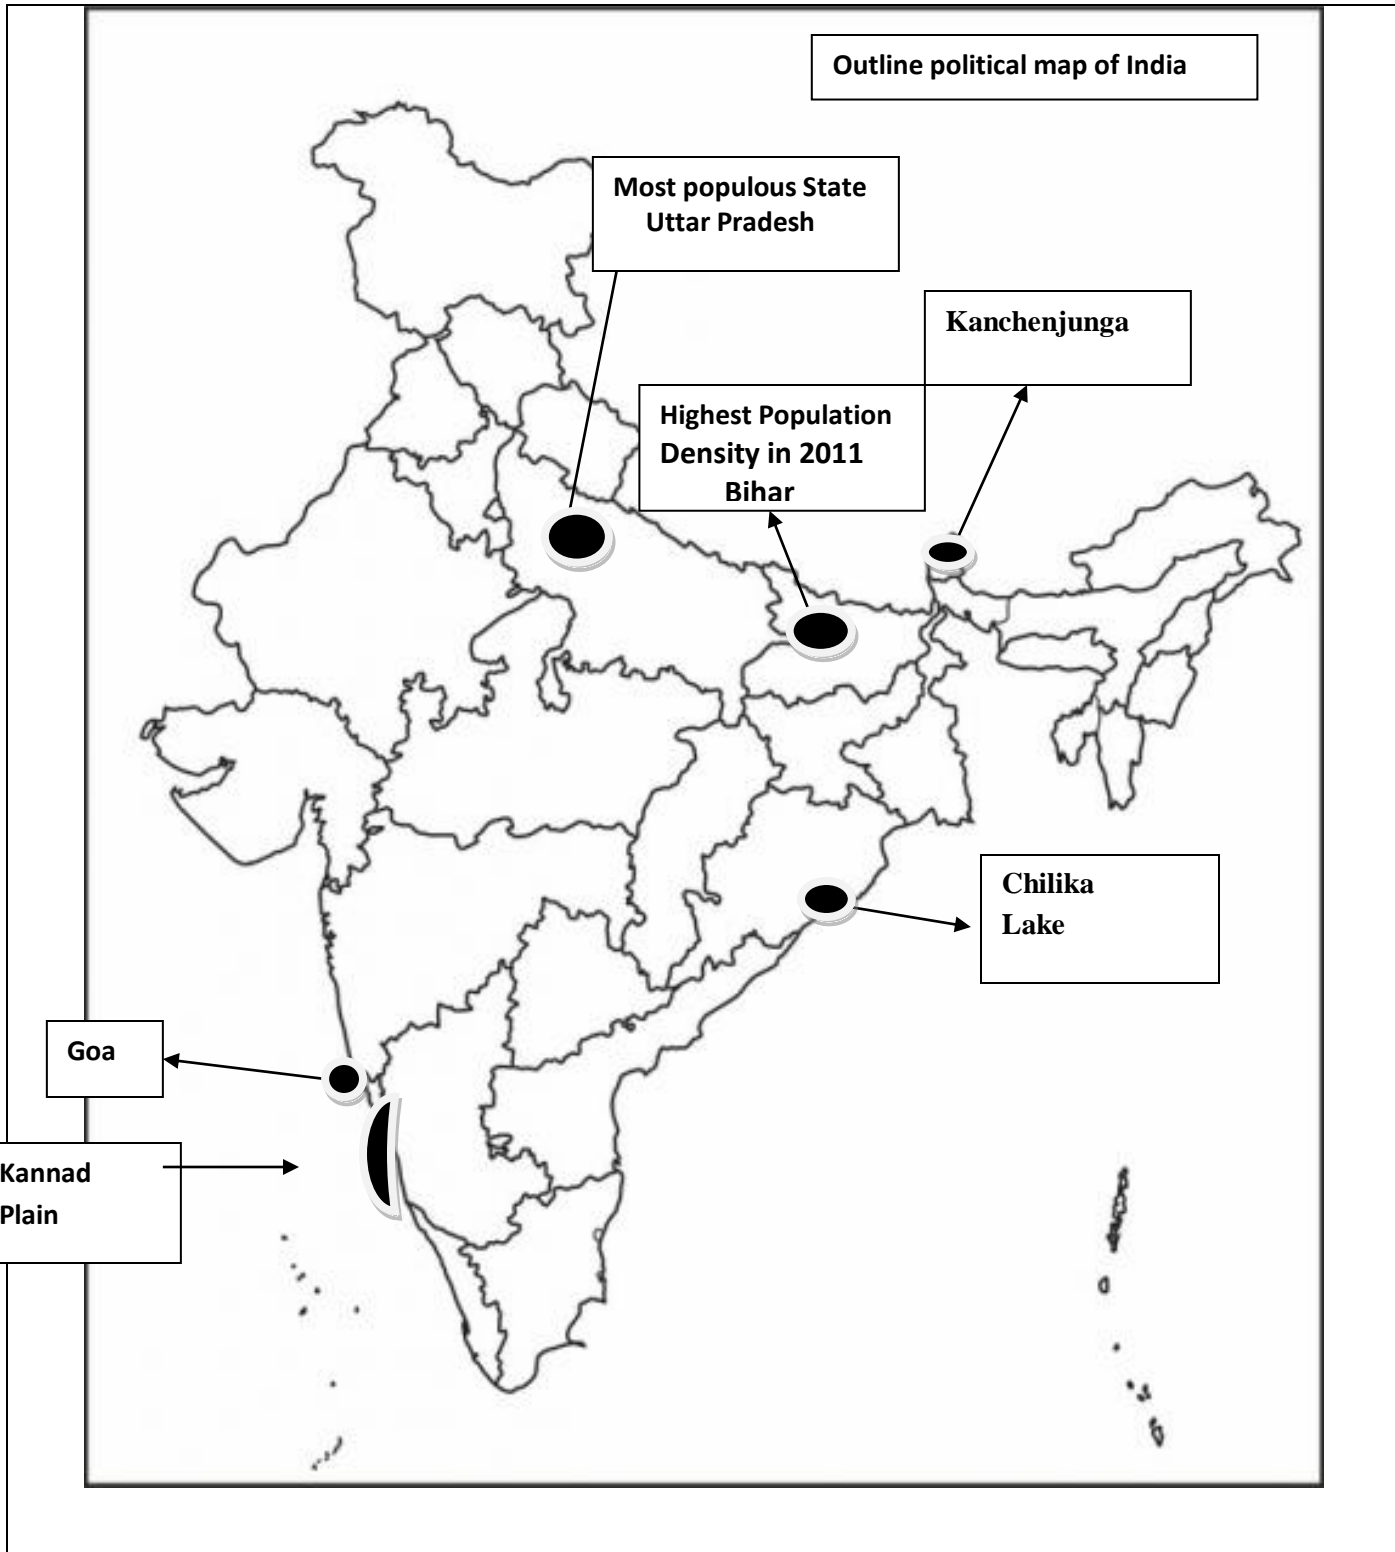 Outline political map of India
Most populous State
Uttar Pradesh
Kanchenjunga
Highest Population
Density in 2011
Bihar
Chilika
Lake
Goa
Kannad
Plain